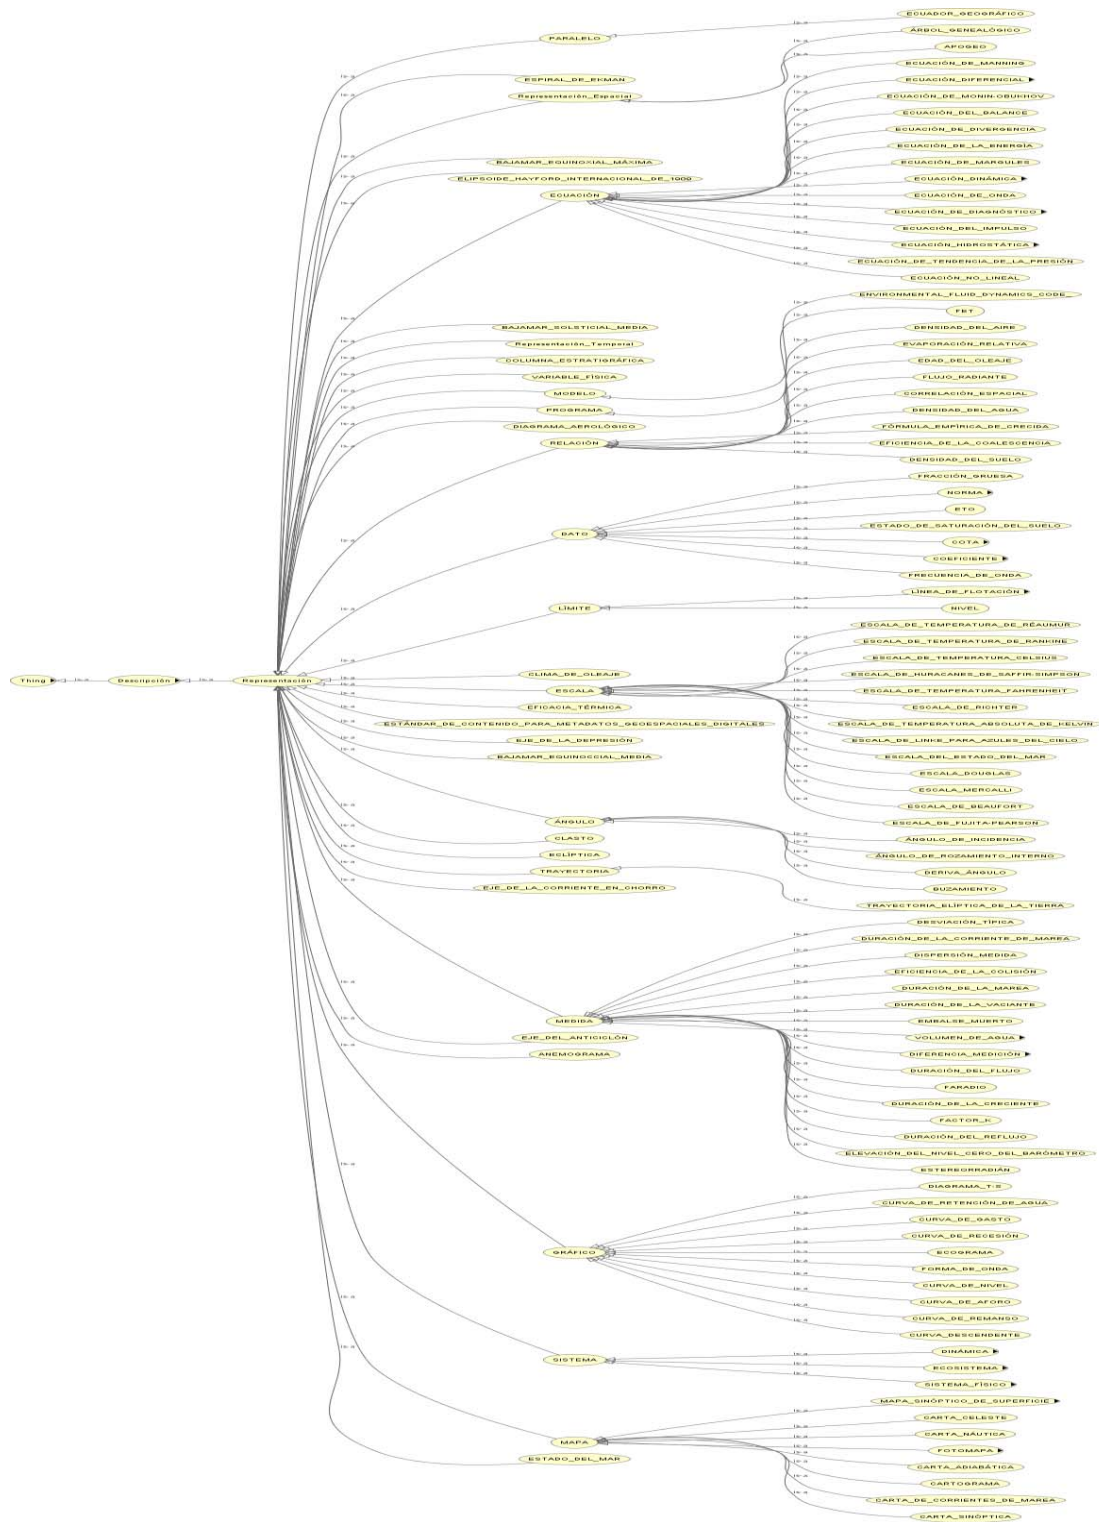 ECUADOR_GEOGRÁFICO
ÁRBOL_GENEALÓGICO
PARALELO
APOGEO
ECUACIÓN_DE_MANNING
ESPIRAL_DE_EKMAN
ECUACIÓN_DIFERENCIAL
Representación_Espacial
ECUACIÓN_DE_MONIN-OBUKHOV
ECUACIÓN_DEL_BALANCE
ECUACIÓN_DE_DIVERGENCIA
ECUACIÓN_DE_LA_ENERGÍA
BAJAMAR_EQUINOXIAL_MÁXIMA
ECUACIÓN_DE_MARGULES
ELIPSOIDE_HAYFORD_INTERNACIONAL_DE_1909
ECUACIÓN_DINÁMICA
ECUACIÓN
ECUACIÓN_DE_ONDA
ECUACIÓN_DE_DIAGNÓSTICO
ECUACIÓN_DEL_IMPULSO
ECUACIÓN_HIDROSTÁTICA
ECUACIÓN_DE_TENDENCIA_DE_LA_PRESIÓN
ECUACIÓN_NO_LINEAL
ENVIRONMENTAL_FLUID_DYNAMICS_CODE_
FET
BAJAMAR_SOLSTICIAL_MEDIA
DENSIDAD_DEL_AIRE
Representación_Temporal
EVAPORACIÓN_RELATIVA
COLUMNA_ESTRATIGRÁFICA
EDAD_DEL_OLEAJE
VARIABLE_FÍSICA
FLUJO_RADIANTE
MODELO
CORRELACIÓN_ESPACIAL
PROGRAMA
DENSIDAD_DEL_AGUA
DIAGRAMA_AEROLÓGICO
FÓRMULA_EMPÍRICA_DE_CRECIDA
RELACIÓN
EFICIENCIA_DE_LA_COALESCENCIA
DENSIDAD_DEL_SUELO
FRACCIÓN_GRUESA
NORMA
ETO
ESTADO_DE_SATURACIÓN_DEL_SUELO
DATO
COTA
COEFICIENTE
FRECUENCIA_DE_ONDA
LÍNEA_DE_FLOTACIÓN
LÍMITE
NIVEL
ESCALA_DE_TEMPERATURA_DE_RÉAUMUR
ESCALA_DE_TEMPERATURA_DE_RANKINE
ESCALA_DE_TEMPERATURA_CELSIUS
CLIMA_DE_OLEAJE
ESCALA_DE_HURACANES_DE_SAFFIR-SIMPSON
Thing
Descripción
Representación
ESCALA
ESCALA_DE_TEMPERATURA_FAHRENHEIT
EFICACIA_TÉRMICA
ESCALA_DE_RICHTER
ESTÁNDAR_DE_CONTENIDO_PARA_METADATOS_GEOESPACIALES_DIGITALES
ESCALA_DE_TEMPERATURA_ABSOLUTA_DE_KELVIN
EJE_DE_LA_DEPRESIÓN
ESCALA_DE_LINKE_PARA_AZULES_DEL_CIELO
BAJAMAR_EQUINOCCIAL_MEDIA
ESCALA_DEL_ESTADO_DEL_MAR
ESCALA_DOUGLAS
ESCALA_MERCALLI
ESCALA_DE_BEAUFORT
ÁNGULO
ESCALA_DE_FUJITA-PEARSON
CLASTO
ÁNGULO_DE_INCIDENCIA
ECLÍPTICA
ÁNGULO_DE_ROZAMIENTO_INTERNO
TRAYECTORIA
DERIVA_ÁNGULO
EJE_DE_LA_CORRIENTE_EN_CHORRO
BUZAMIENTO
TRAYECTORIA_ELÍPTICA_DE_LA_TIERRA
DESVIACIÓN_TÍPICA
DURACIÓN_DE_LA_CORRIENTE_DE_MAREA
DISPERSIÓN_MEDIDA
EFICIENCIA_DE_LA_COLISIÓN
DURACIÓN_DE_LA_MAREA
DURACIÓN_DE_LA_VACIANTE
MEDIDA
EMBALSE_MUERTO
EJE_DEL_ANTICICLÓN
VOLUMEN_DE_AGUA
ANEMOGRAMA
DIFERENCIA_MEDICIÓN
DURACIÓN_DEL_FLUJO
FARADIO
DURACIÓN_DE_LA_CRECIENTE
FACTOR_K
DURACIÓN_DEL_REFLUJO
ELEVACIÓN_DEL_NIVEL_CERO_DEL_BARÓMETRO
ESTEREORRADIÁN
DIAGRAMA_T-S
CURVA_DE_RETENCIÓN_DE_AGUA
CURVA_DE_GASTO
CURVA_DE_RECESIÓN
GRÁFICO
ECOGRAMA
FORMA_DE_ONDA
CURVA_DE_NIVEL
CURVA_DE_AFORO
CURVA_DE_REMANSO
CURVA_DESCENDENTE
DINÁMICA
SISTEMA
ECOSISTEMA
SISTEMA_FÍSICO
MAPA_SINÓPTICO_DE_SUPERFICIE
CARTA_CELESTE
CARTA_NÁUTICA
MAPA
FOTOMAPA
ESTADO_DEL_MAR
CARTA_ADIABÁTICA
CARTOGRAMA
CARTA_DE_CORRIENTES_DE_MAREA
CARTA_SINÓPTICA